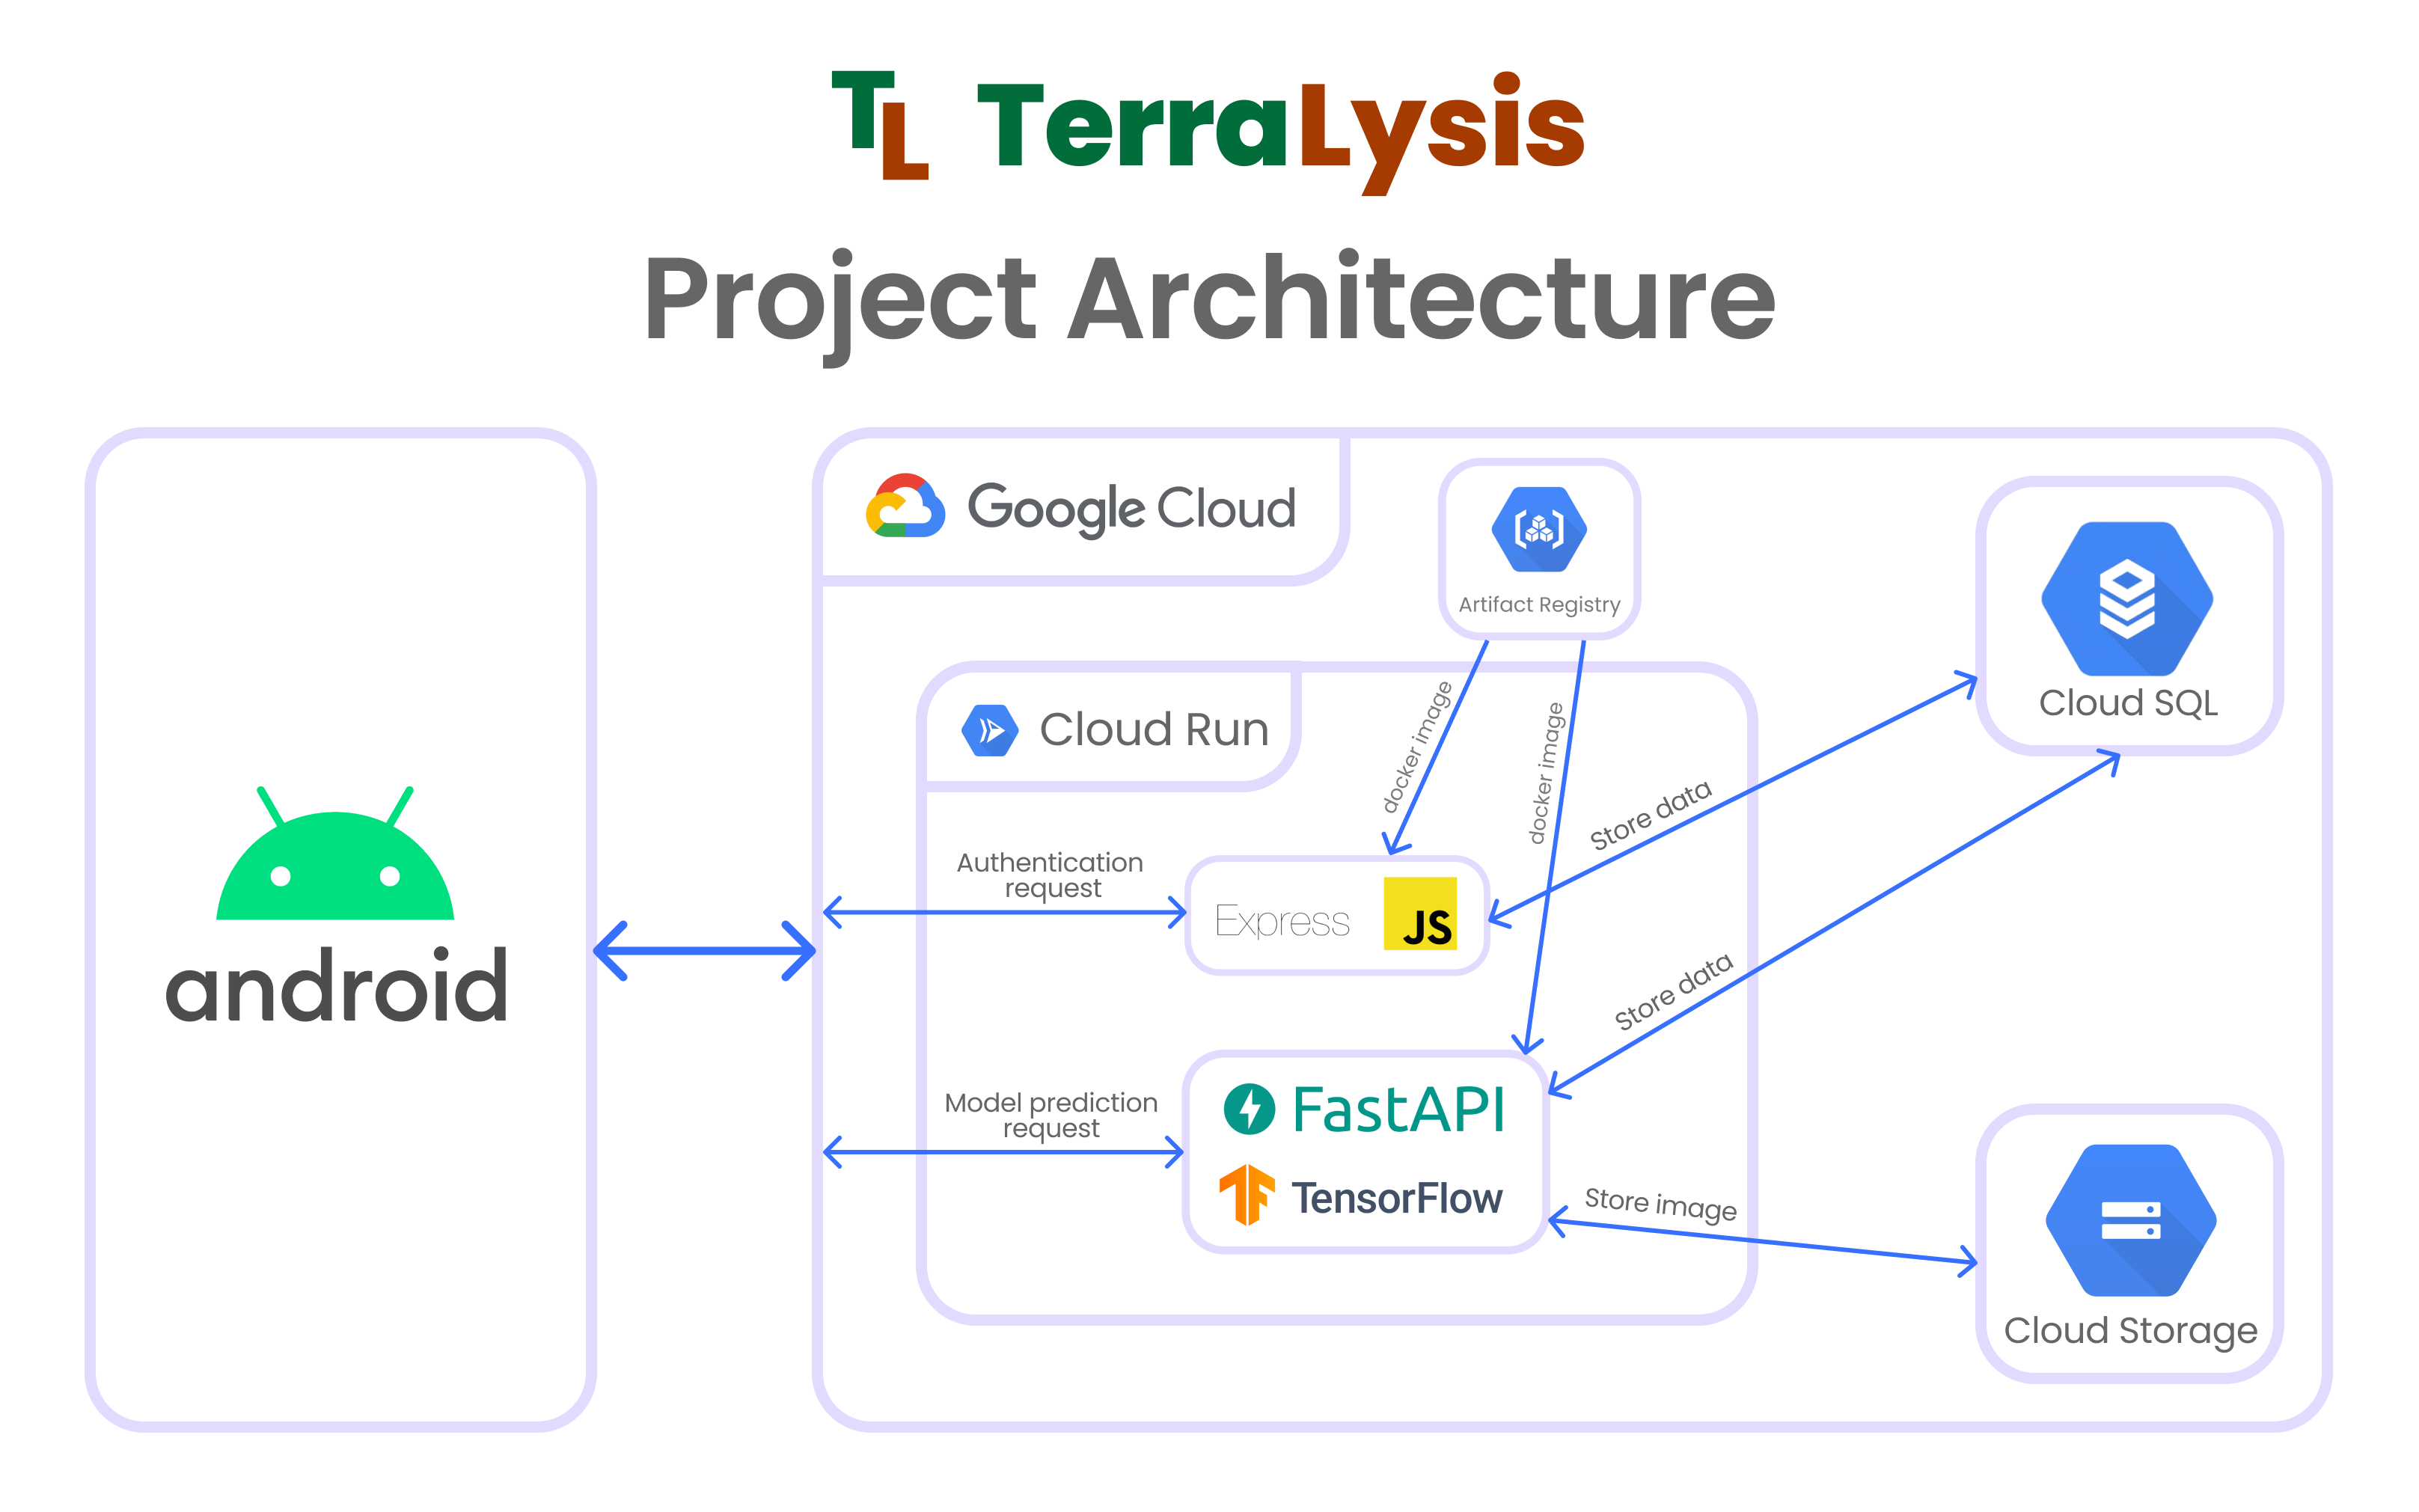 TL TerraLysis
Project Architecture
android
Google Cloud
Artifact Registry
Cloud SQL
Cloud Run
docker image
docker image
Store data
Authentication
request
Express
JS
Store data
Model prediction
request
FastAPI
TensorFlow
Store image
Cloud Storage